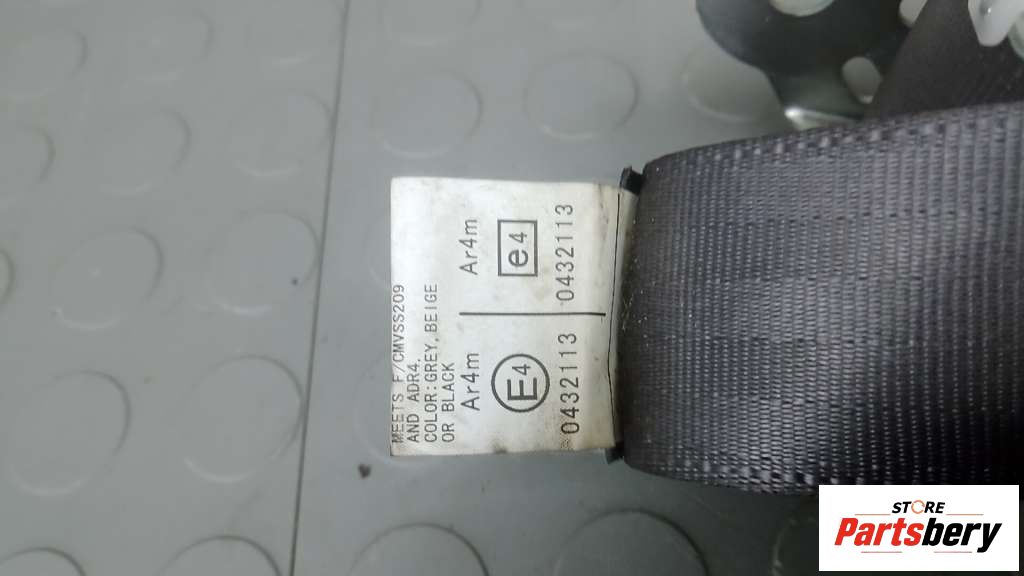 MEETS F/CMVSS209
AND ADR4.
COLOR:GREY,BEIGE
OR BLACK
Ar4m
E4
0432113
Ar4m
e4
0432113
STORE
Partsbery